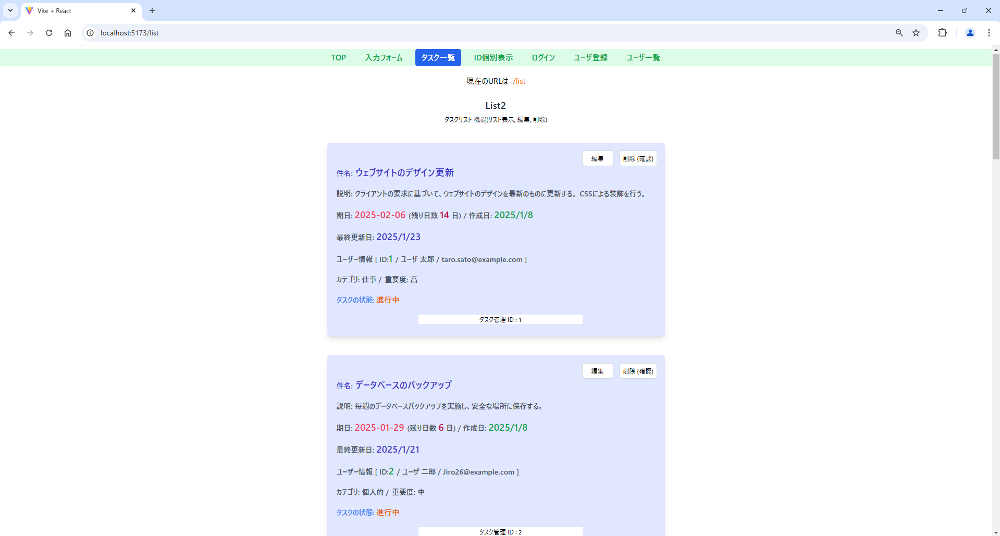 Vite + React
localhost:5173/list
TOP 入力フォーム タスク一覧 ID個別表示 ログイン ユーザ登録 ユーザ一覧
現在のURLは /list
List2
タスクリスト 機能(リスト表示, 編集, 削除)
編集 削除 (確認)
件名: ウェブサイトのデザイン更新
説明: クライアントの要求に基づいて、ウェブサイトのデザインを最新のものに更新する。 CSSによる装飾を行う。
期日: 2025-02-06 (残り日数 14 日) / 作成日: 2025/1/8
最終更新日: 2025/1/23
ユーザー情報 [ ID:1 / ユーザ 太郎 / taro.sato@example.com ]
カテゴリ: 仕事 / 重要度: 高
タスクの状態: 進行中
タスク管理 ID : 1
編集 削除 (確認)
件名: データベースのバックアップ
説明: 毎週のデータベースバックアップを実施し、安全な場所に保存する。
期日: 2025-01-29 (残り日数 6 日) / 作成日: 2025/1/8
最終更新日: 2025/1/21
ユーザー情報 [ ID:2 / ユーザ 二郎 / Jiro26@example.com ]
カテゴリ: 個人的 / 重要度: 中
タスクの状態: 進行中
タスク管理 ID : 2